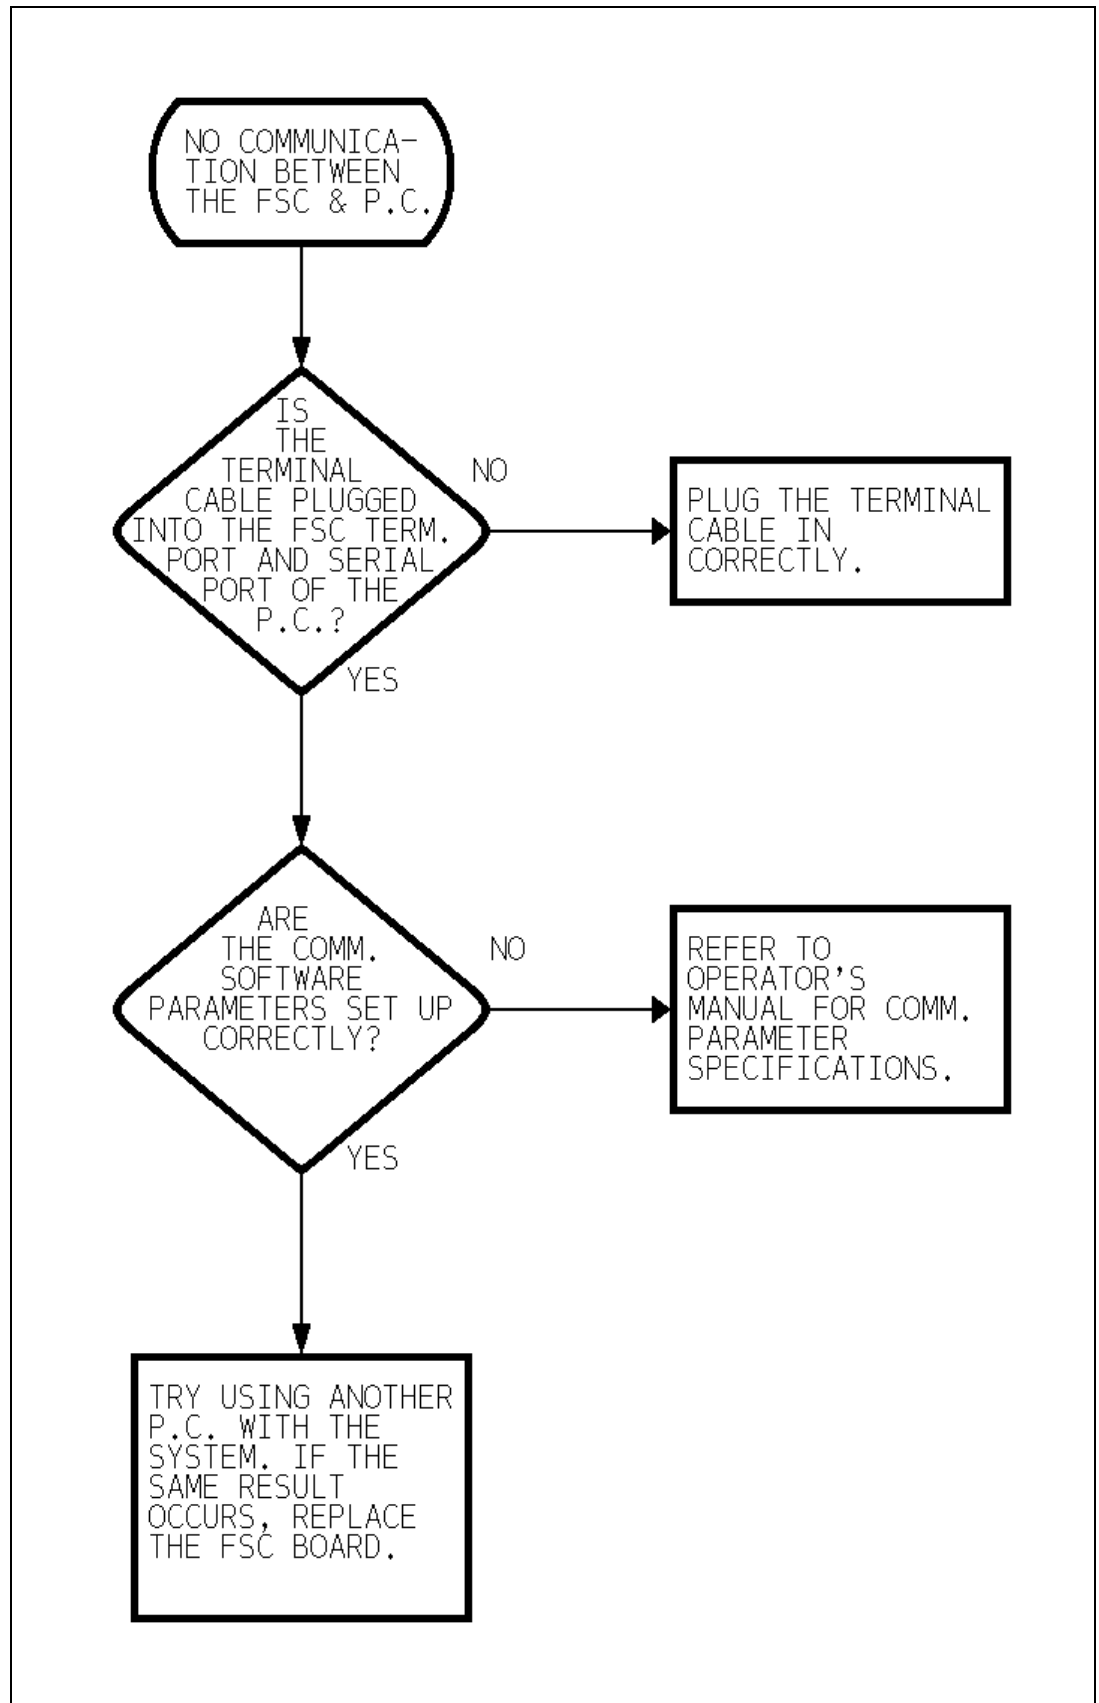 NO COMMUNICA-
TION BETWEEN
THE FSC & P.C.
IS
THE
TERMINAL
CABLE PLUGGED
INTO THE FSC TERM.
PORT AND SERIAL
PORT OF THE
P.C.?
NO
PLUG THE TERMINAL
CABLE IN
CORRECTLY.
YES
ARE
THE COMM.
SOFTWARE
PARAMETERS SET UP
CORRECTLY?
NO
REFER TO
OPERATOR'S
MANUAL FOR COMM.
PARAMETER
SPECIFICATIONS.
YES
TRY USING ANOTHER
P.C. WITH THE
SYSTEM. IF THE
SAME RESULT
OCCURS, REPLACE
THE FSC BOARD.